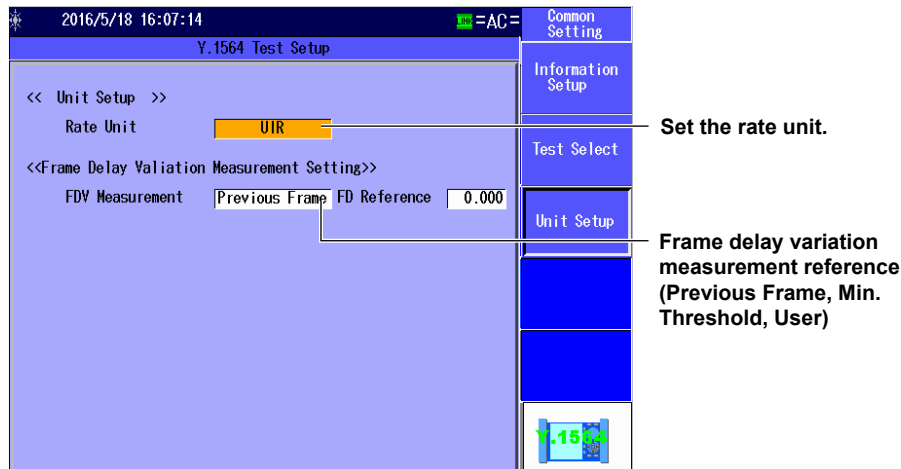 2016/5/18 16:07:14
LINK =AC=
Common
Setting
Y.1564 Test Setup
Information
Setup
<< Unit Setup >>
Rate Unit UIR
Set the rate unit.
Test Select
<<Frame Delay Valiation Measurement Setting>>
FDV Measurement Previous Frame FD Reference 0.000
Unit Setup
Frame delay variation
measurement reference
(Previous Frame, Min.
Threshold, User)
Y.1564